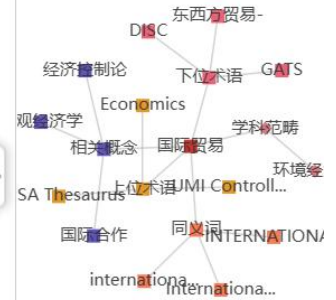 东西方贸易-
DISC
经济控制论
下位术语
GATS
Economics
观经济学
学科范畴
相关概念
国际贸易
环境经
SA Thesaurus
上位术语
UMI Controll...
国际合作
同义词
INTERNATIONA
internationa...
internationa...